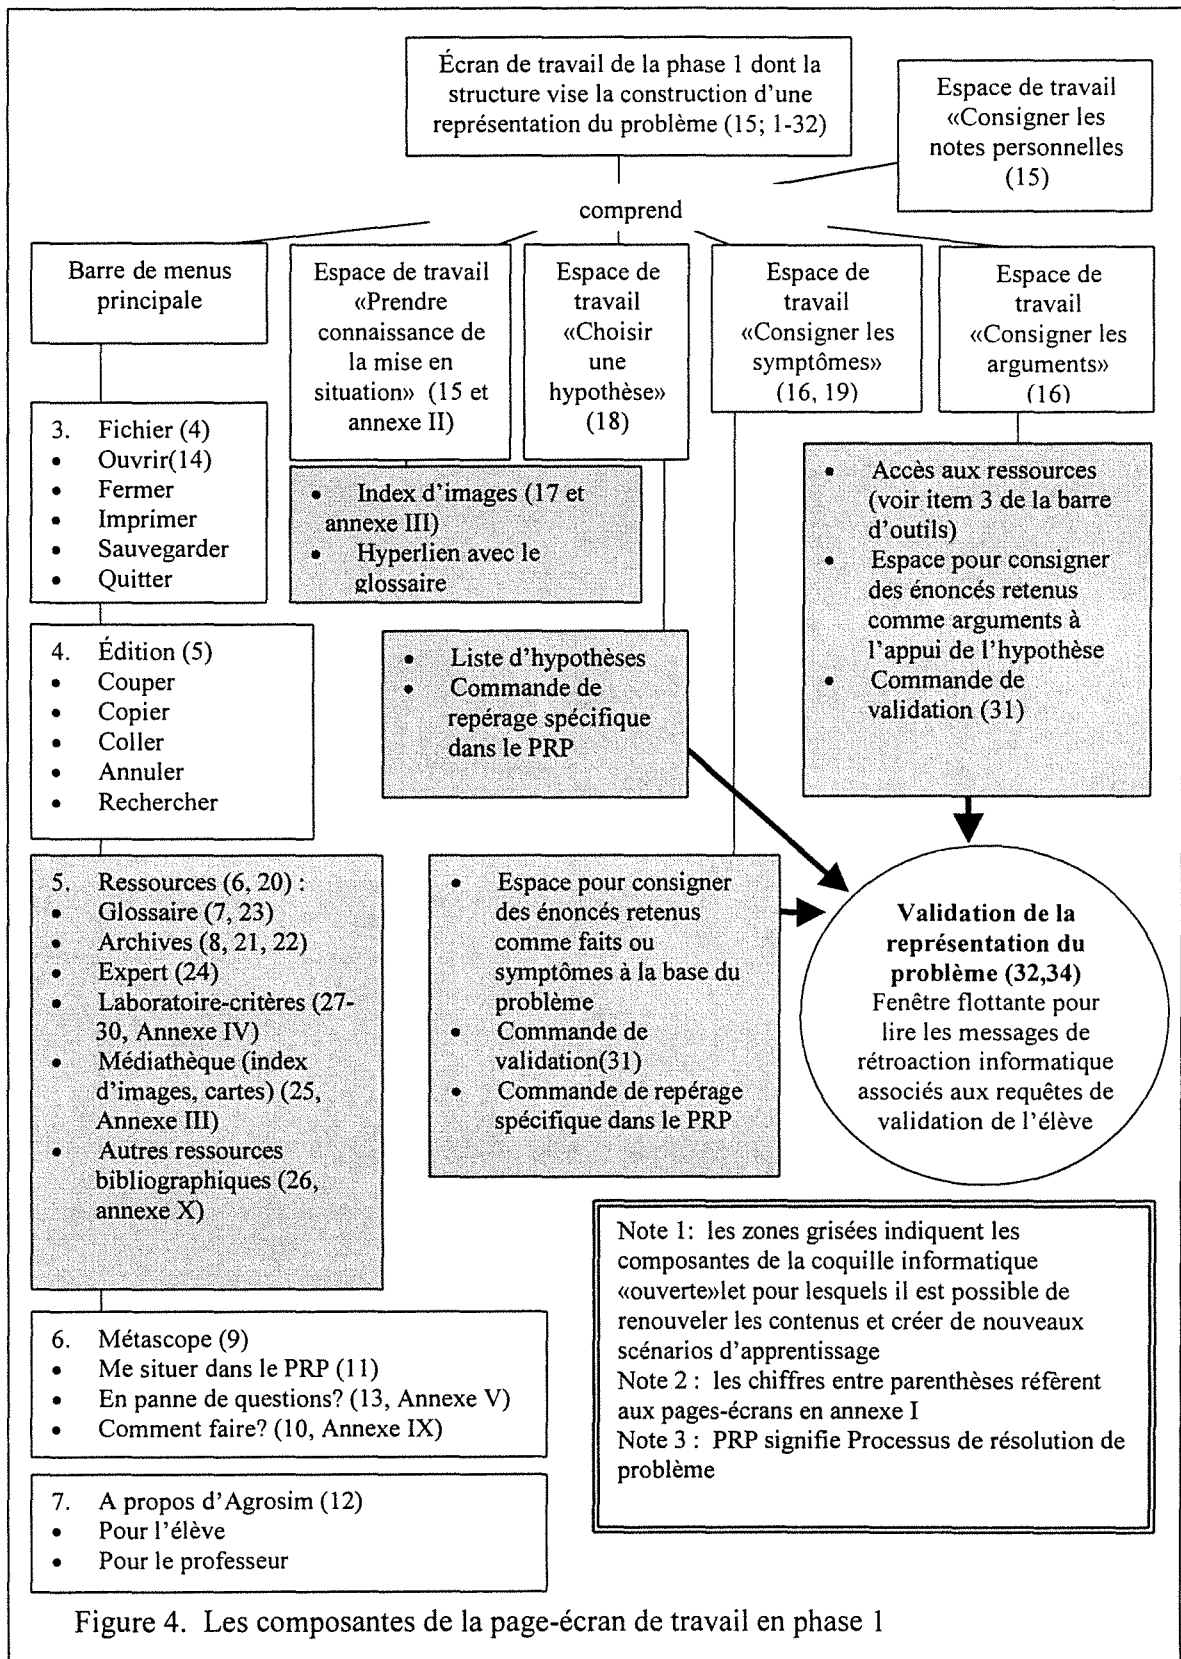 Écran de travail de la phase 1 dont la
structure vise la construction d'une
représentation du problème (15; 1-32)
Espace de travail
«Consigner les
notes personnelles
(15)
comprend
Barre de menus
principale
Espace de travail
«Prendre
connaissance de
la mise en
situation» (15 et
annexe II)
Espace de
travail
«Choisir
une
hypothèse»
(18)
Espace de
travail
«Consigner les
symptômes»
(16, 19)
Espace de
travail
«Consigner les
arguments»
(16)
3. Fichier (4)
• Ouvrir(14)
• Fermer
• Imprimer
• Sauvegarder
• Quitter
• Index d'images (17 et
annexe III)
• Hyperlien avec le
glossaire
• Accès aux ressources
(voir item 3 de la barre
d'outils)
• Espace pour consigner
des énoncés retenus
comme arguments à
l'appui de l'hypothèse
• Commande de
validation (31)
4. Édition (5)
• Couper
• Copier
• Coller
• Annuler
• Rechercher
• Liste d'hypothèses
• Commande de
repérage spécifique
dans le PRP
5. Ressources (6, 20) :
• Glossaire (7, 23)
• Archives (8, 21, 22)
• Expert (24)
• Laboratoire-critères (27-
30, Annexe IV)
• Médiathèque (index
d'images, cartes) (25,
Annexe III)
• Autres ressources
bibliographiques (26,
annexe X)
• Espace pour consigner
des énoncés retenus
comme faits ou
symptômes à la base du
problème
• Commande de
validation(31)
• Commande de repérage
spécifique dans le PRP
Validation de la
représentation du
problème (32,34)
Fenêtre flottante pour
lire les messages de
rétroaction informatique
associés aux requêtes de
validation de l'élève
6. Métascope (9)
• Me situer dans le PRP (11)
• En panne de questions? (13, Annexe V)
• Comment faire? (10, Annexe IX)
Note 1: les zones grisées indiquent les
composantes de la coquille informatique
«ouverte»let pour lesquels il est possible de
renouveler les contenus et créer de nouveaux
scénarios d'apprentissage
Note 2 : les chiffres entre parenthèses réfèrent
aux pages-écrans en annexe I
Note 3 : PRP signifie Processus de résolution de
problème
7. A propos d'Agrosim (12)
• Pour l'élève
• Pour le professeur
Figure 4. Les composantes de la page-écran de travail en phase 1